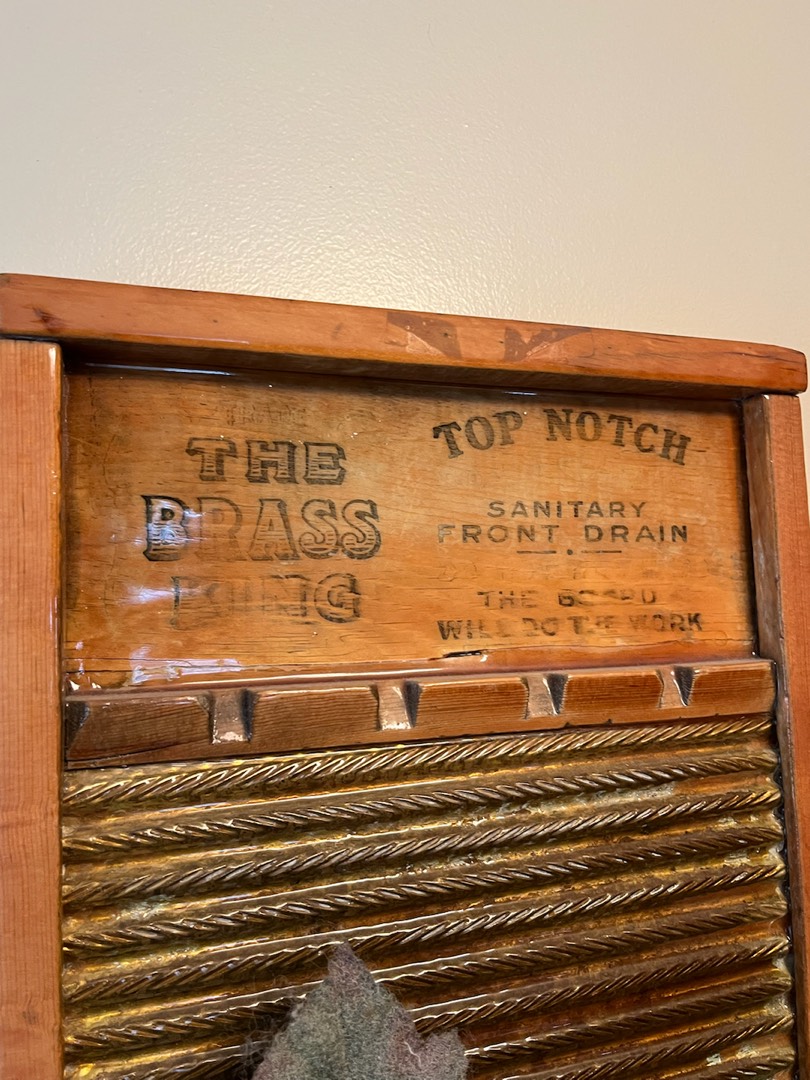 THE
BRASS
KING
TOP NOTCH
SANITARY
FRONT DRAIN
THE BOARD
WILL DO THE WORK